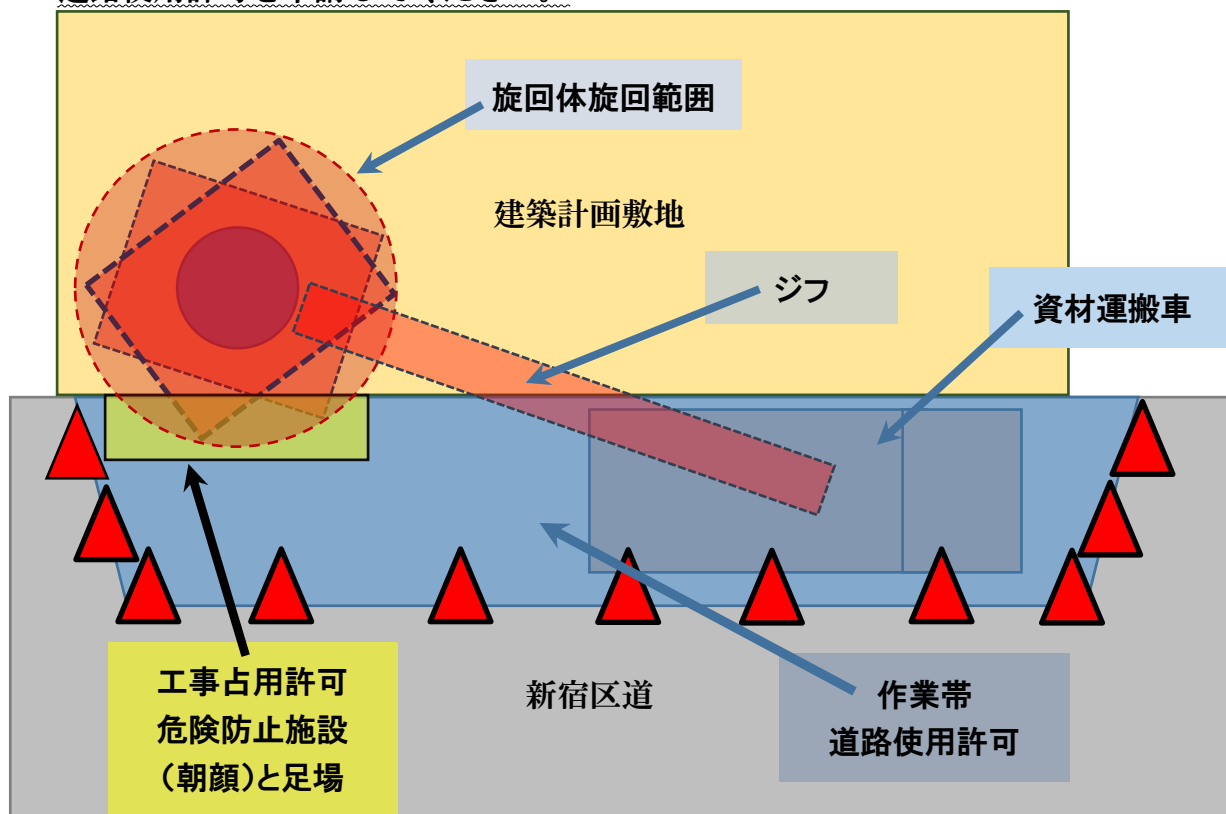 旋回体旋回範囲
建築計画敷地
ジフ
資材運搬車
工事占用許可
危険防止施設
（朝顔）と足場
新宿区道
作業帯
道路使用許可